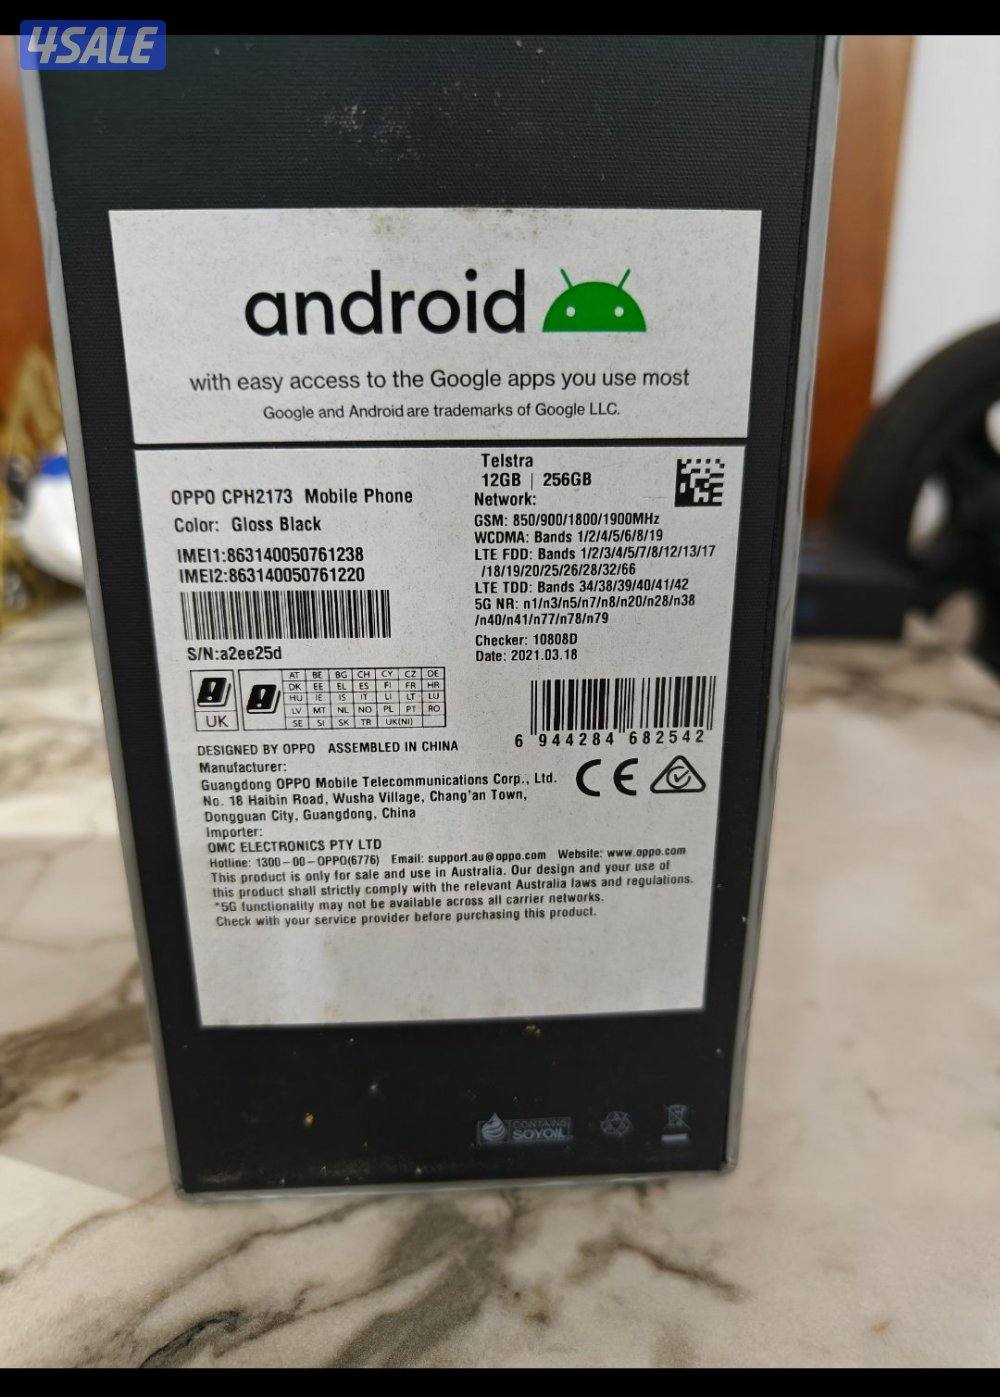 4SALE
android
with easy access to the Google apps you use most
Google and Android are trademarks of Google LLC.
OPPO CPH2173 Mobile Phone
Color: Gloss Black
IMEI1:863140050761238
IMEI2:863140050761220
S/N:a2ee25d
Telstra
12GB | 256GB
Network:
GSM: 850/900/1800/1900MHz
WCDMA: Bands 1/2/4/5/6/8/19
LTE FDD: Bands 1/2/3/4/5/7/8/12/13/17
/18/19/20/25/26/28/32/66
LTE TDD: Bands 34/38/39/40/41/42
5G NR: n1/n3/n5/n7/n8/n20/n28/n38
/n40/n41/n77/n78/n79
Checker: 10808D
Date: 2021.03.18
UK
AT BE BG CH CY CZ DE
DK EE EL ES FI FR HR
HU IE IS IT LI LT LU
LV MT NL NO PL PT RO
SE SI SK TR UK(NI)
6 944284 682542
DESIGNED BY OPPO ASSEMBLED IN CHINA
Manufacturer:
Guangdong OPPO Mobile Telecommunications Corp., Ltd.
No. 18 Haibin Road, Wusha Village, Chang'an Town,
Dongguan City, Guangdong, China
Importer:
OMC ELECTRONICS PTY LTD
Hotline: 1300-00-OPPO(6776) Email: support.au@oppo.com Website: www.oppo.com
This product is only for sale and use in Australia. Our design and your use of
this product shall strictly comply with the relevant Australia laws and regulations.
*5G functionality may not be available across all carrier networks.
Check with your service provider before purchasing this product.
CE
CONTAINS
SOYOIL